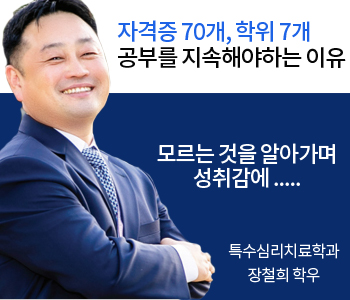 자격증 70개, 학위 7개
공부를 지속해야하는 이유
모르는 것을 알아가며
성취감에 .....
특수심리치료학과
장철희 학우